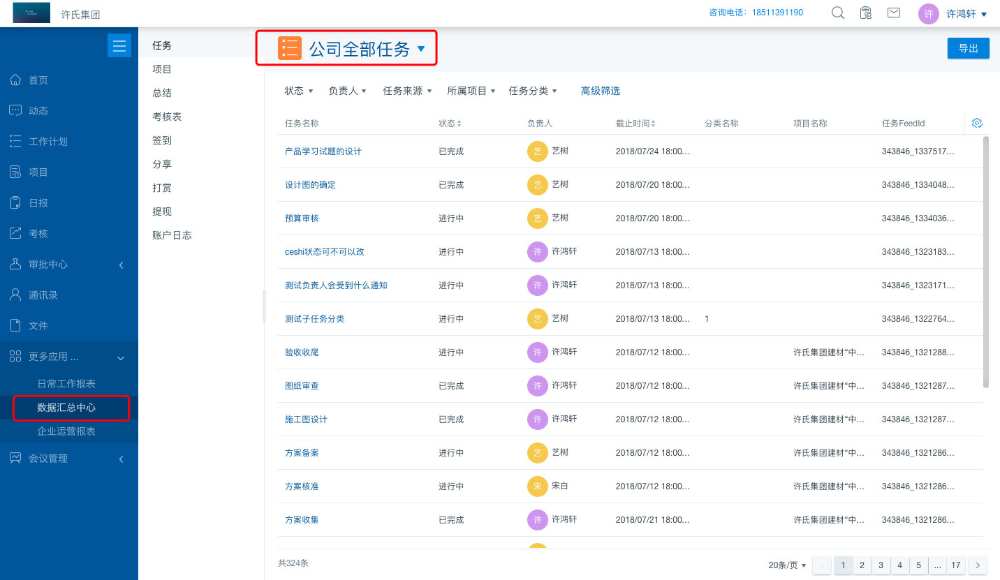 许氏集团
咨询电话： 18511391190
许 许鸿轩
首页
动态
工作计划
项目
日报
考核
审批中心
通讯录
文件
更多应用 ...
日常工作报表
数据汇总中心
企业运营报表
会议管理
任务
项目
总结
考核表
签到
分享
打赏
提现
账户日志
公司全部任务
导出
状态 负责人 任务来源 所属项目 任务分类 高级筛选
任务名称 状态 负责人 截止时间 分类名称 项目名称 任务FeedId
产品学习试题的设计 已完成 艺 艺树 2018/07/24 18:00... 343846_1337517...
设计图的确定 已完成 艺 艺树 2018/07/20 18:00... 343846_1334048...
预算审核 进行中 艺 艺树 2018/07/20 18:00... 343846_1334036...
ceshi状态可不可以改 进行中 许 许鸿轩 2018/07/13 18:00... 343846_1323183...
测试负责人会受到什么通知 进行中 许 许鸿轩 2018/07/13 18:00... 343846_1323171...
测试子任务分类 进行中 艺 艺树 2018/07/13 18:00... 1 343846_1322764...
验收收尾 进行中 许 许鸿轩 2018/07/12 18:00... 许氏集团建材“中... 343846_1321288...
图纸审查 已完成 许 许鸿轩 2018/07/12 18:00... 许氏集团建材“中... 343846_1321287...
施工图设计 已完成 许 许鸿轩 2018/07/12 18:00... 许氏集团建材“中... 343846_1321287...
方案备案 进行中 艺 艺树 2018/07/12 18:00... 许氏集团建材“中... 343846_1321286...
方案核准 进行中 宋 宋白 2018/07/12 18:00... 许氏集团建材“中... 343846_1321286...
方案收集 已完成 许 许鸿轩 2018/07/21 18:00... 许氏集团建材“中... 343846_1321286...
共324条
20条/页 1 2 3 4 5 ... 17